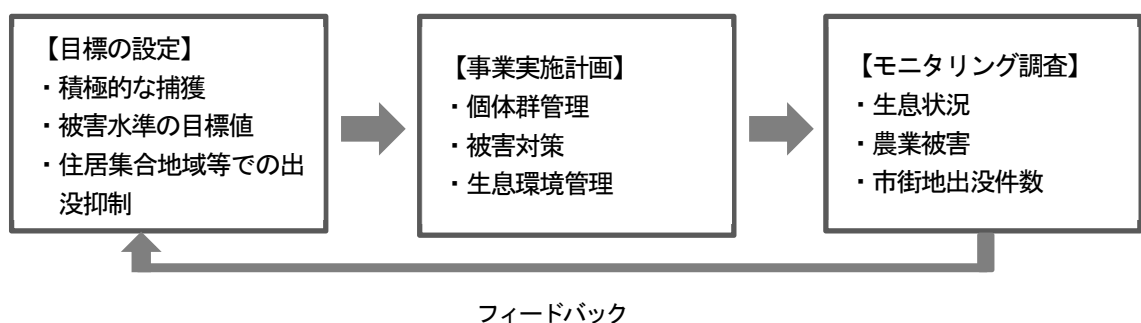 【目標の設定】
・積極的な捕獲
・被害水準の目標値
・住居集合地域等での出
没抑制
【事業実施計画】
・個体群管理
・被害対策
・生息環境管理
【モニタリング調査】
・生息状況
・農業被害
・市街地出没件数
フィードバック